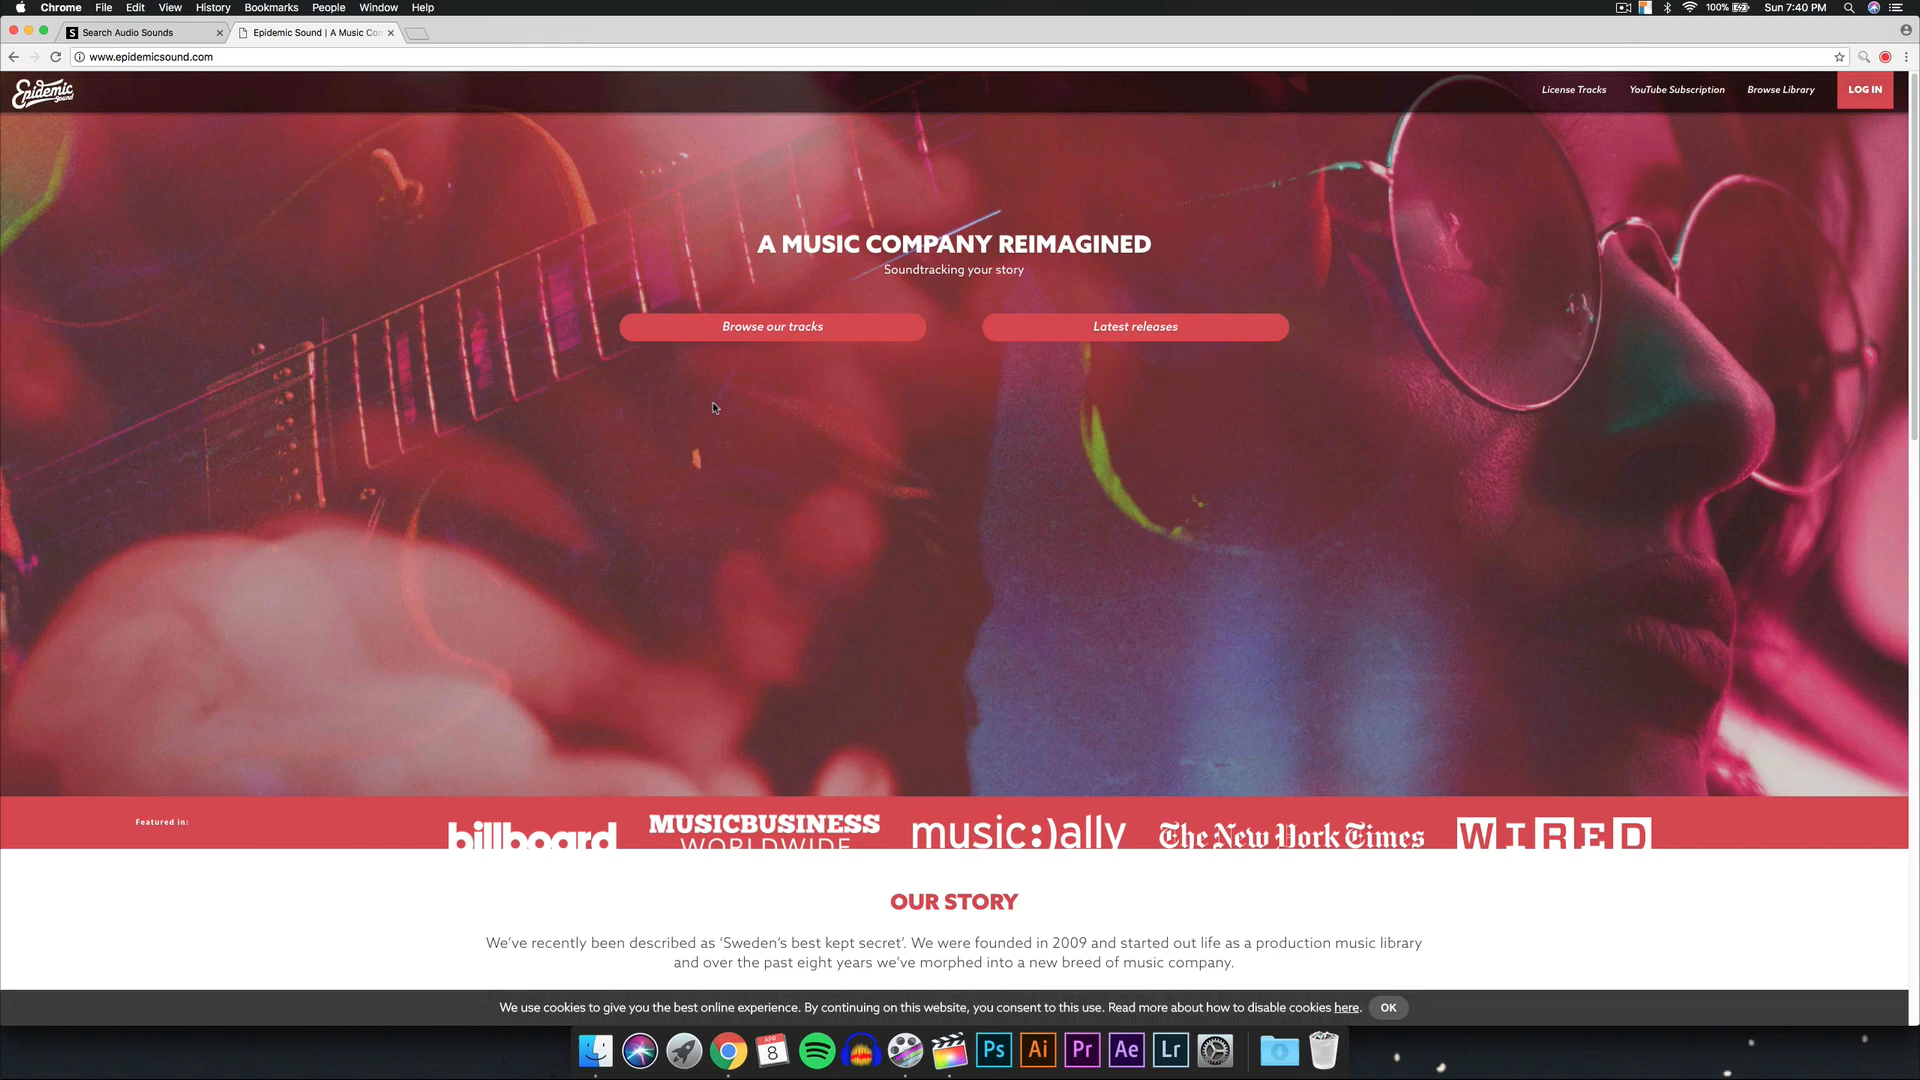 Chrome File Edit View History Bookmarks People Window Help
100% Sun 7:40 PM
S Search Audio Sounds
Epidemic Sound | A Music Con
www.epidemicsound.com
Epidemic Sound
License Tracks YouTube Subscription Browse Library LOG IN
A MUSIC COMPANY REIMAGINED
Soundtracking your story
Browse our tracks Latest releases
Featured in:
billboard MUSICBUSINESS WORLDWIDE music:)ally The New York Times WIRED
OUR STORY
We've recently been described as 'Sweden's best kept secret'. We were founded in 2009 and started out life as a production music library
and over the past eight years we've morphed into a new breed of music company.
We use cookies to give you the best online experience. By continuing on this website, you consent to this use. Read more about how to disable cookies here. OK
APR
8
Ps Ai Pr Ae Lr